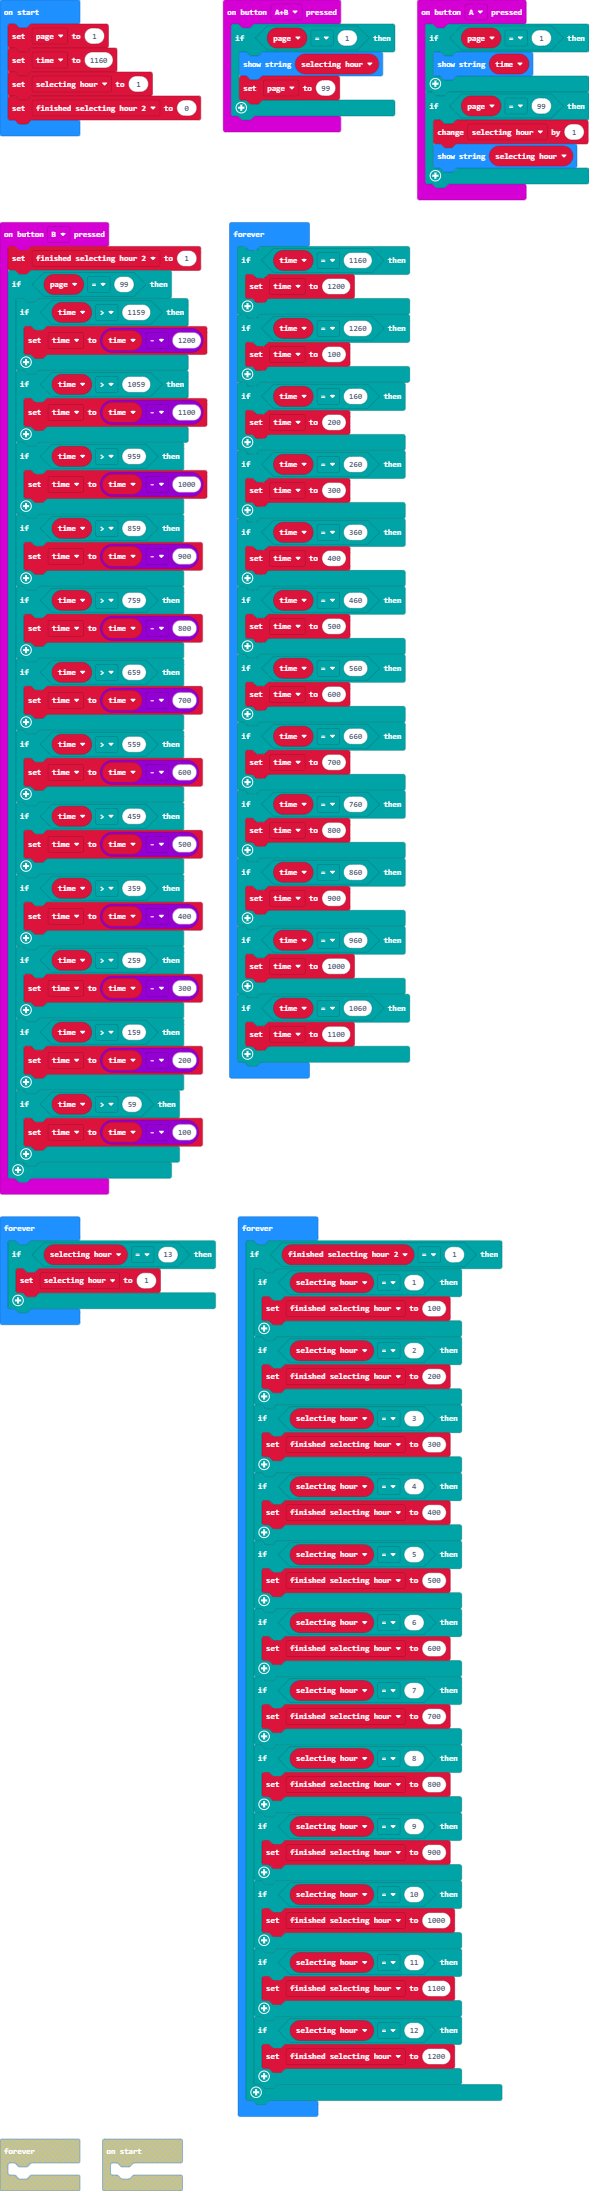 on start
set page to 1
set time to 1160
set selecting hour to 1
set finished selecting hour 2 to 0
on button A+B pressed
if page = 1 then
show string selecting hour
set page to 99
on button A pressed
if page = 1 then
show string time
if page = 99 then
change selecting hour by 1
show string selecting hour
on button B pressed
set finished selecting hour 2 to 1
if page = 99 then
if time > 1159 then
set time to time - 1200
if time > 1059 then
set time to time - 1100
if time > 959 then
set time to time - 1000
if time > 859 then
set time to time - 900
if time > 759 then
set time to time - 800
if time > 659 then
set time to time - 700
if time > 559 then
set time to time - 600
if time > 459 then
set time to time - 500
if time > 359 then
set time to time - 400
if time > 259 then
set time to time - 300
if time > 159 then
set time to time - 200
if time > 59 then
set time to time - 100
forever
if time = 1160 then
set time to 1200
if time = 1260 then
set time to 100
if time = 160 then
set time to 200
if time = 260 then
set time to 300
if time = 360 then
set time to 400
if time = 460 then
set time to 500
if time = 560 then
set time to 600
if time = 660 then
set time to 700
if time = 760 then
set time to 800
if time = 860 then
set time to 900
if time = 960 then
set time to 1000
if time = 1060 then
set time to 1100
forever
if selecting hour = 13 then
set selecting hour to 1
forever
if finished selecting hour 2 = 1 then
if selecting hour = 1 then
set finished selecting hour to 100
if selecting hour = 2 then
set finished selecting hour to 200
if selecting hour = 3 then
set finished selecting hour to 300
if selecting hour = 4 then
set finished selecting hour to 400
if selecting hour = 5 then
set finished selecting hour to 500
if selecting hour = 6 then
set finished selecting hour to 600
if selecting hour = 7 then
set finished selecting hour to 700
if selecting hour = 8 then
set finished selecting hour to 800
if selecting hour = 9 then
set finished selecting hour to 900
if selecting hour = 10 then
set finished selecting hour to 1000
if selecting hour = 11 then
set finished selecting hour to 1100
if selecting hour = 12 then
set finished selecting hour to 1200
forever
on start